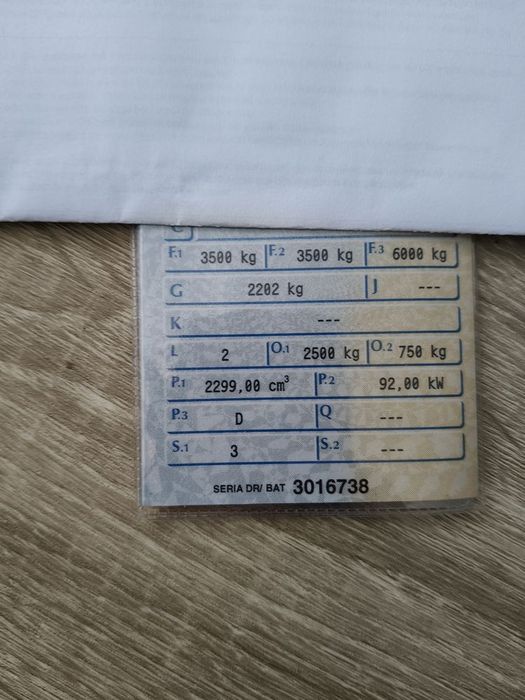 F.1 3500 kg F.2 3500 kg F.3 6000 kg
G 2202 kg J ---
K ---
L 2 O.1 2500 kg O.2 750 kg
P.1 2299,00 cm³ P.2 92,00 kW
P.3 D Q ---
S.1 3 S.2 ---
SERIA DR/ BAT 3016738